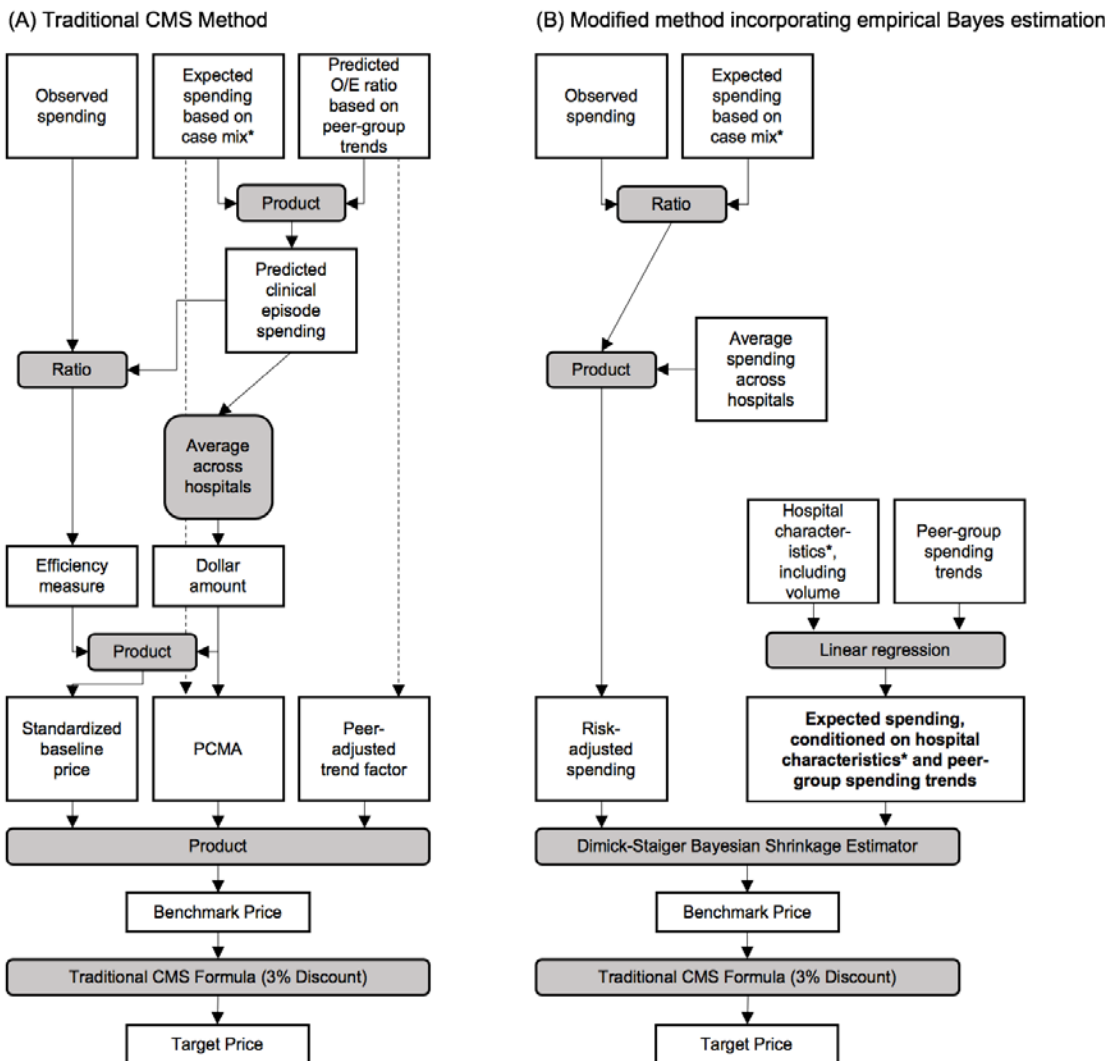 (A) Traditional CMS Method
Observed
spending
Expected
spending
based on
case mix*
Predicted
O/E ratio
based on
peer-group
trends
Product
Predicted
clinical
episode
spending
Ratio
Average
across
hospitals
Efficiency
measure
Dollar
amount
Product
Standardized
baseline
price
PCMA
Peer-
adjusted
trend factor
Product
Benchmark Price
Traditional CMS Formula (3% Discount)
Target Price
(B) Modified method incorporating empirical Bayes estimation
Observed
spending
Expected
spending
based on
case mix*
Ratio
Product
Average
spending
across
hospitals
Hospital
character-
istics*,
including
volume
Peer-group
spending
trends
Linear regression
Risk-
adjusted
spending
Expected spending,
conditioned on hospital
characteristics* and peer-
group spending trends
Dimick-Staiger Bayesian Shrinkage Estimator
Benchmark Price
Traditional CMS Formula (3% Discount)
Target Price